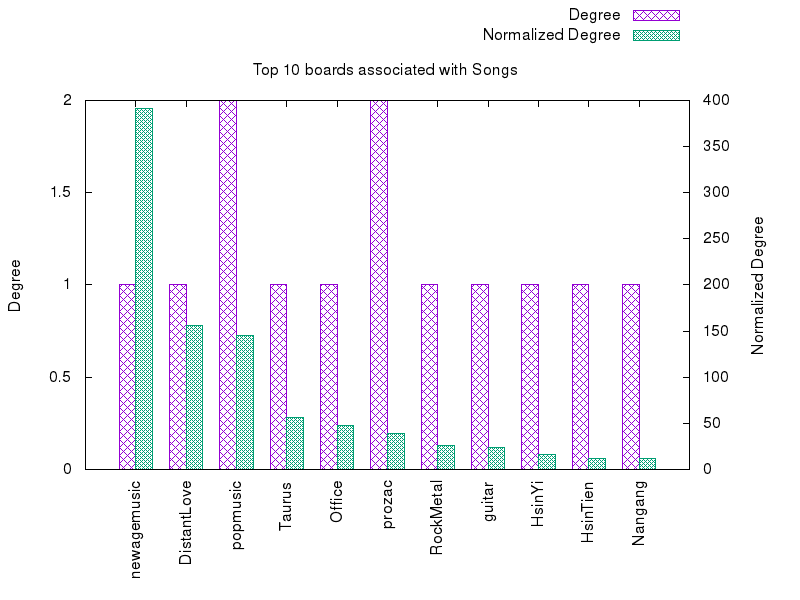 Degree
Normalized Degree
Top 10 boards associated with Songs
2
1.5
1
0.5
0
400
350
300
250
200
150
100
50
0
Degree
Normalized Degree
newagemusic
DistantLove
popmusic
Taurus
Office
prozac
RockMetal
guitar
HsinYi
HsinTien
Nangang